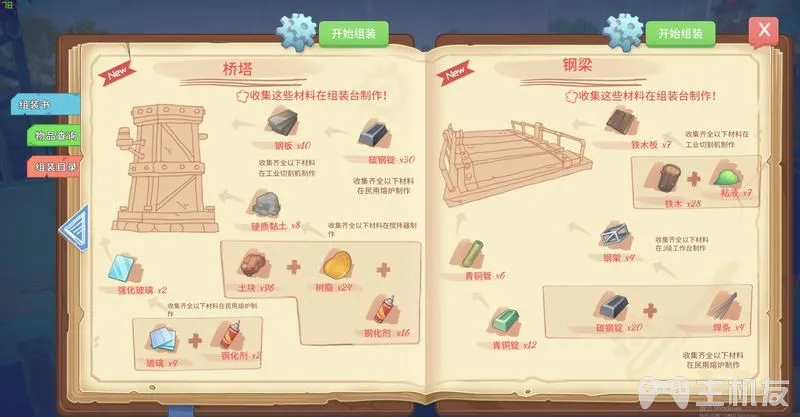 78
开始组装
开始组装
X
组装书
物品查询
组装目录
New
桥塔
收集这些材料在组装台制作!
钢板 x10
碳钢锭 x30
收集齐全以下材料
在工业切割机制作
收集齐全以下材料
在民用熔炉制作
硬质黏土 x8
收集齐全以下材料在搅拌器制
作
强化玻璃 x2
土块 x96
+
树脂 x24
+
钢化剂 x16
收集齐全以下材料在民用熔炉制
作
玻璃 x4
+
钢化剂 x2
New
钢梁
收集这些材料在组装台制作!
铁木板 x7
收集齐全以下材料在
工业切割机制作
铁木 x28
+
粘液 x7
青铜管 x6
钢架 x4
收集齐全以下材料
在3级工作台制作
青铜锭 x12
碳钢锭 x20
+
焊条 x4
收集齐全以下材料
在民用熔炉制作
主机友